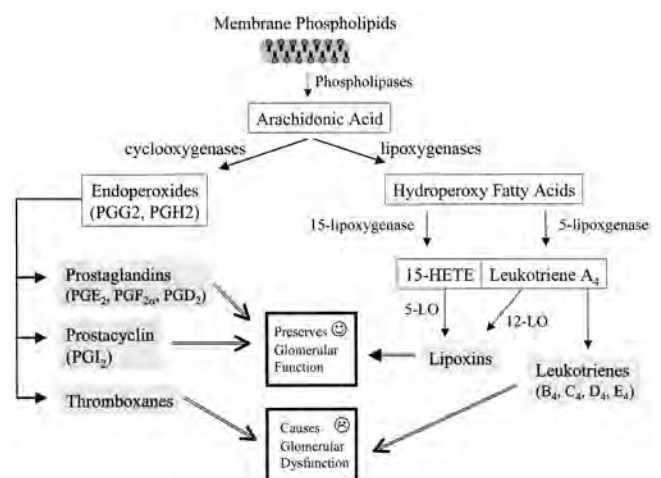 Membrane Phospholipids
Phospholipases
Arachidonic Acid
cyclooxygenases
lipoxygenases
Endoperoxides
(PGG2, PGH2)
Hydroperoxy Fatty Acids
15-lipoxygenase
5-lipoxgenase
15-HETE
Leukotriene A₄
5-LO
12-LO
Prostaglandins
(PGE₂, PGF₂α, PGD₂)
Prostacyclin
(PGI₂)
Thromboxanes
Preserves
Glomerular
Function
Lipoxins
Leukotrienes
(B₄, C₄, D₄, E₄)
Causes
Glomerular
Dysfunction